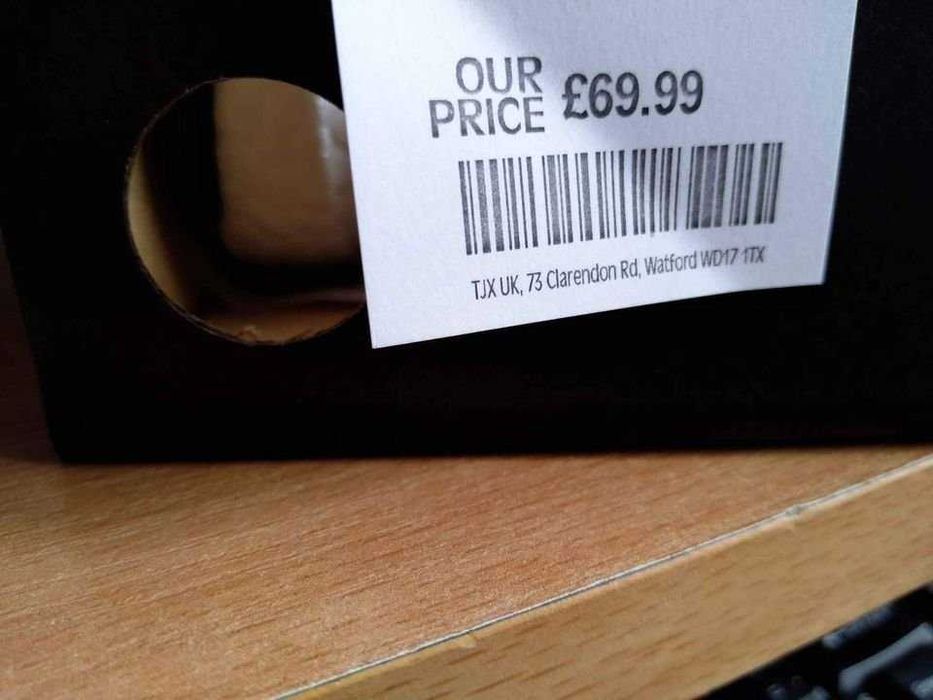 OUR
PRICE £69.99
TJX UK, 73 Clarendon Rd, Watford WD17 1TX